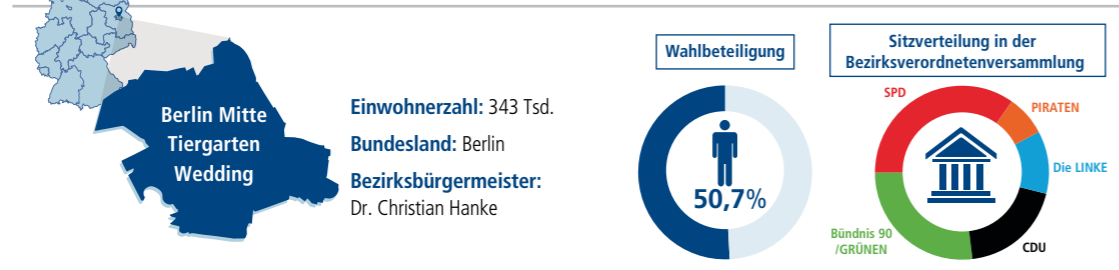 Berlin Mitte
Tiergarten
Wedding
Einwohnerzahl: 343 Tsd.
Bundesland: Berlin
Bezirksbürgermeister:
Dr. Christian Hanke
Wahlbeteiligung
50,7%
Sitzverteilung in der
Bezirksverordnetenversammlung
SPD
PIRATEN
Die LINKE
Bündnis 90
/GRÜNEN
CDU